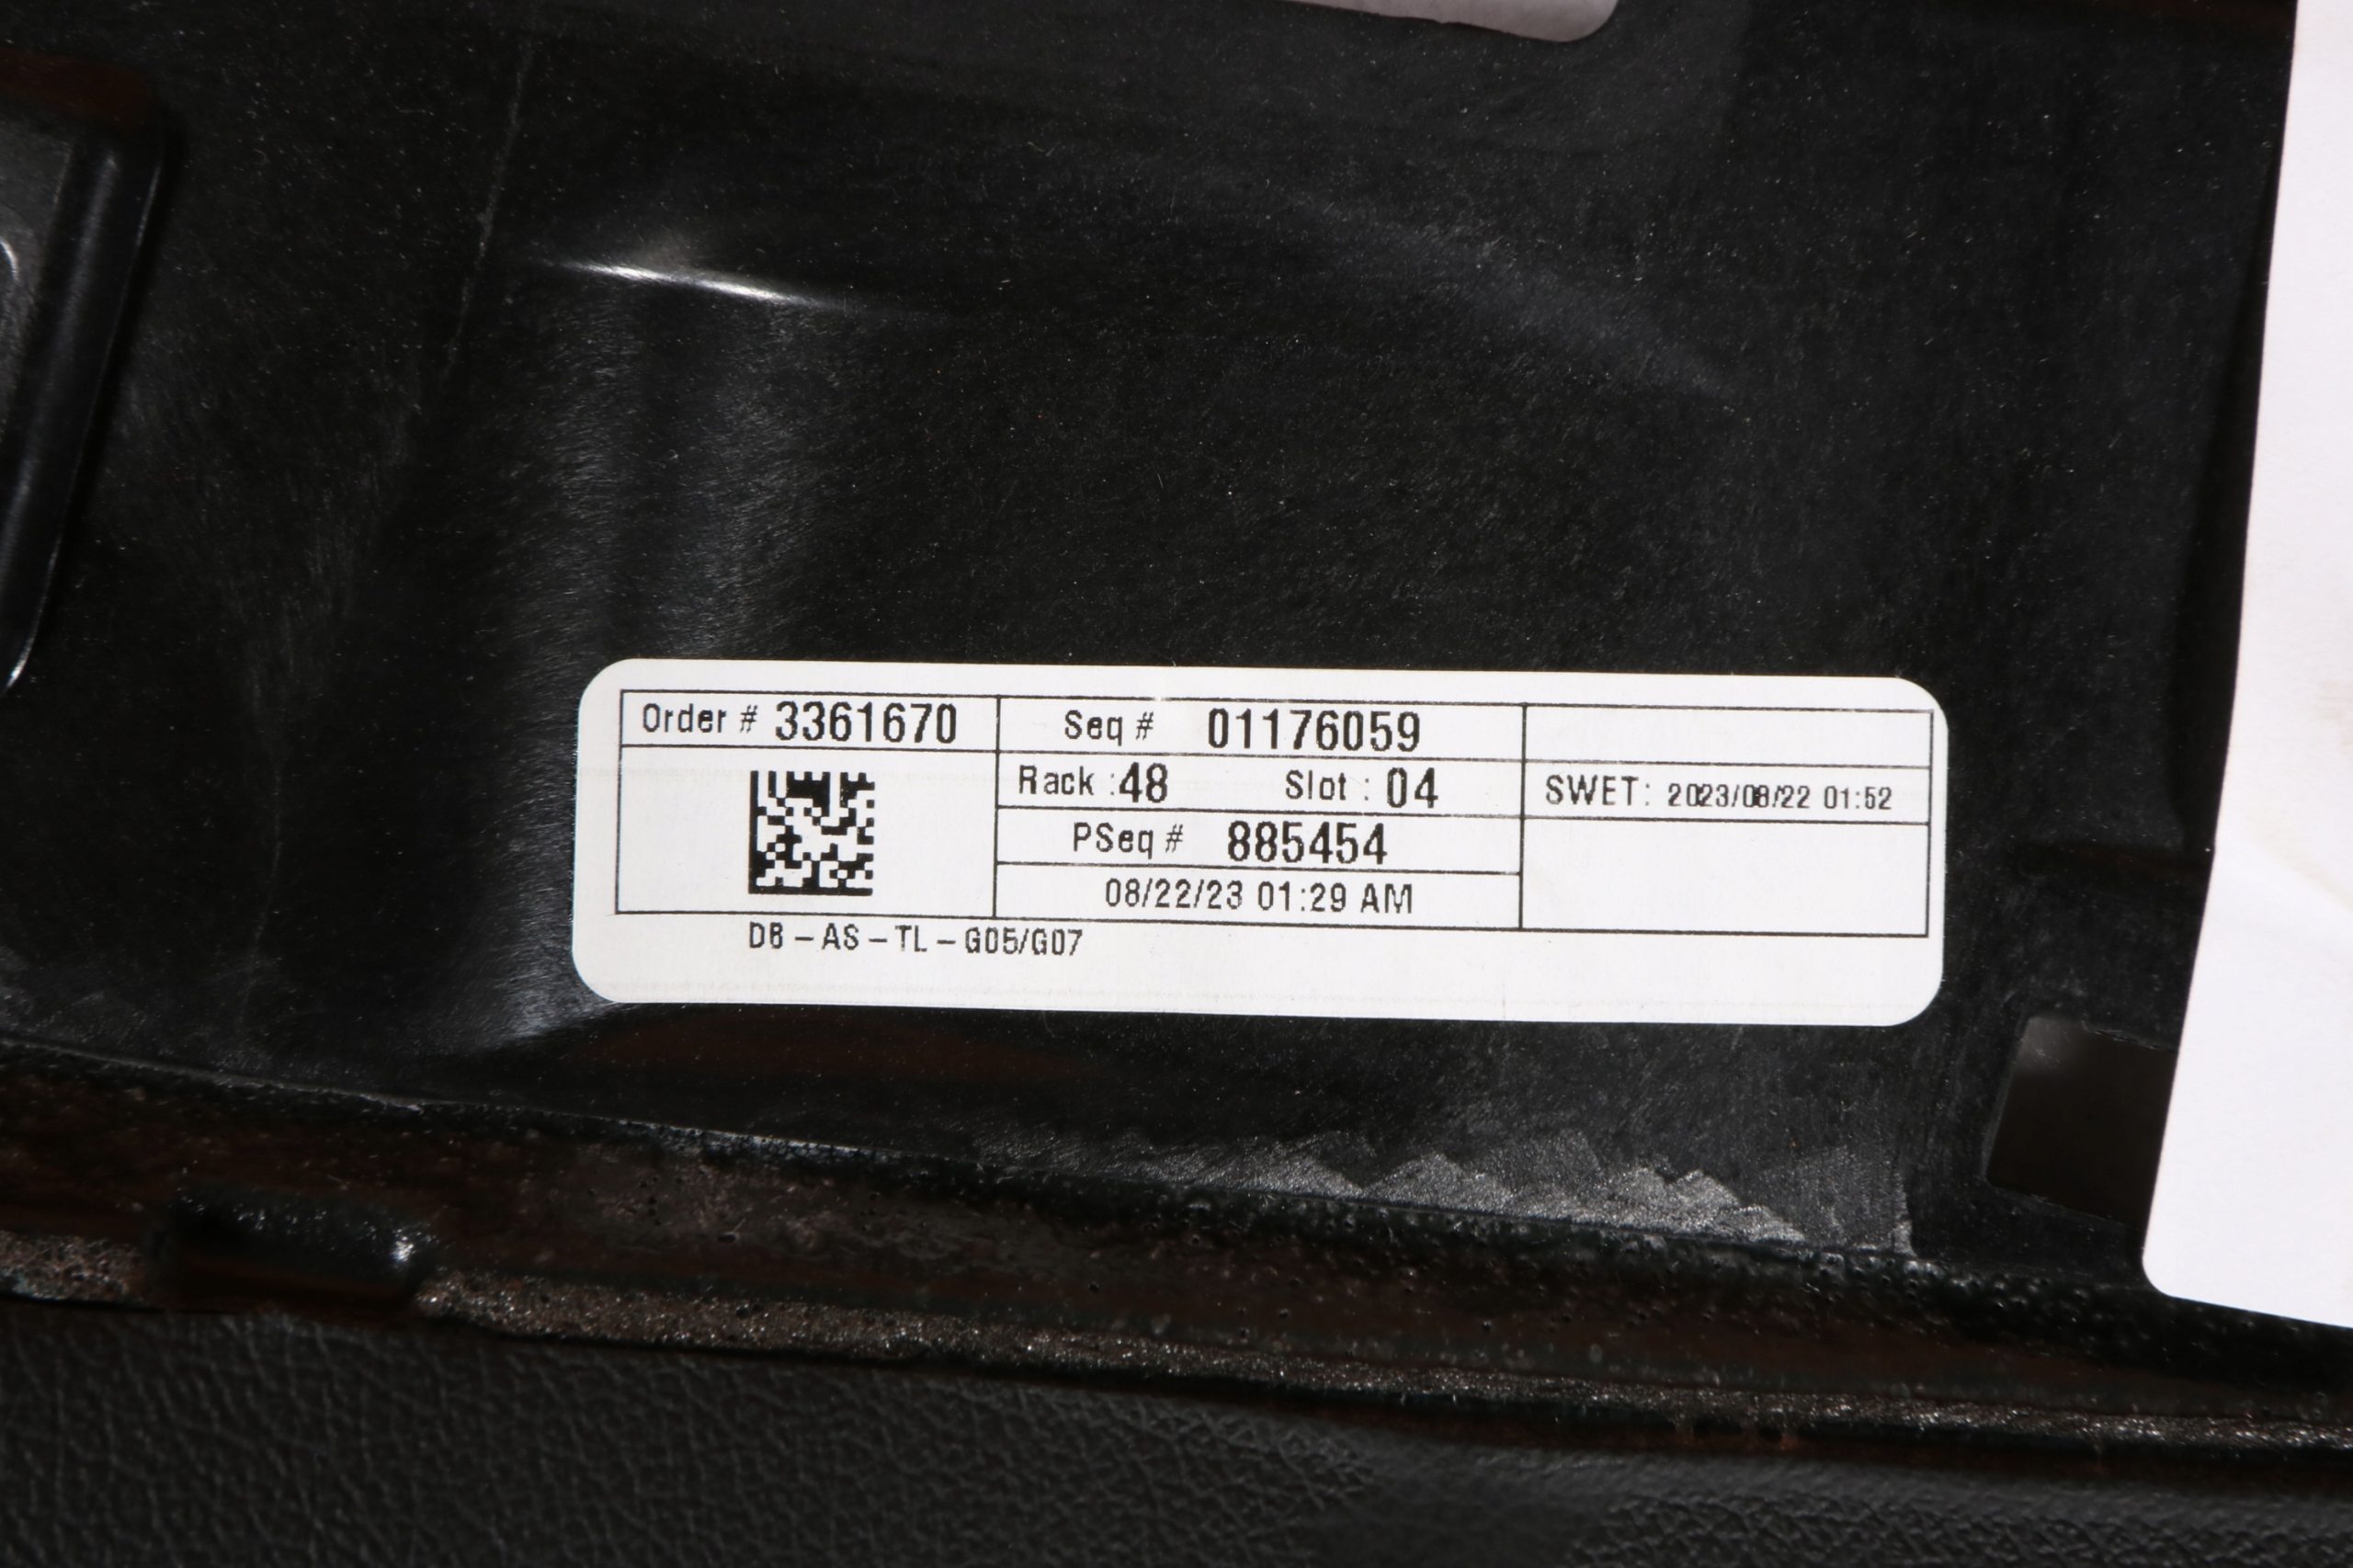 Order # 3361670 Seq # 01176059
Rack :48 Slot : 04 SWET: 2023/08/22 01:52
PSeq # 885454
08/22/23 01:29 AM
D8 – AS – TL – G05/G07